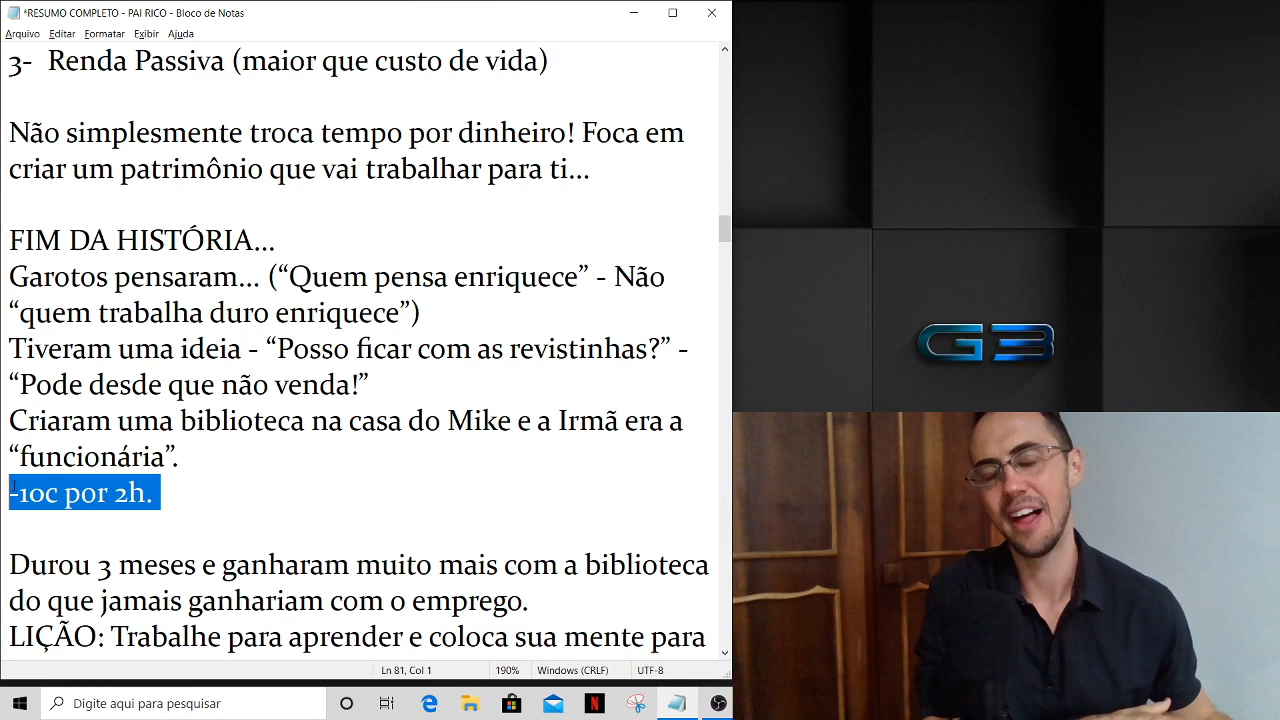 *RESUMO COMPLETO - PAI RICO - Bloco de Notas
Arquivo Editar Formatar Exibir Ajuda
3- Renda Passiva (maior que custo de vida)
Não simplesmente troca tempo por dinheiro! Foca em
criar um patrimônio que vai trabalhar para ti...
FIM DA HISTÓRIA...
Garotos pensaram... (“Quem pensa enriquece” - Não
“quem trabalha duro enriquece”)
Tiveram uma ideia - “Posso ficar com as revistinhas?” -
“Pode desde que não venda!”
Criaram uma biblioteca na casa do Mike e a Irmã era a
“funcionária”.
-10c por 2h.
Durou 3 meses e ganharam muito mais com a biblioteca
do que jamais ganhariam com o emprego.
LIÇÃO: Trabalhe para aprender e coloca sua mente para
Ln 81, Col 1 190% Windows (CRLF) UTF-8
Digite aqui para pesquisar
G3